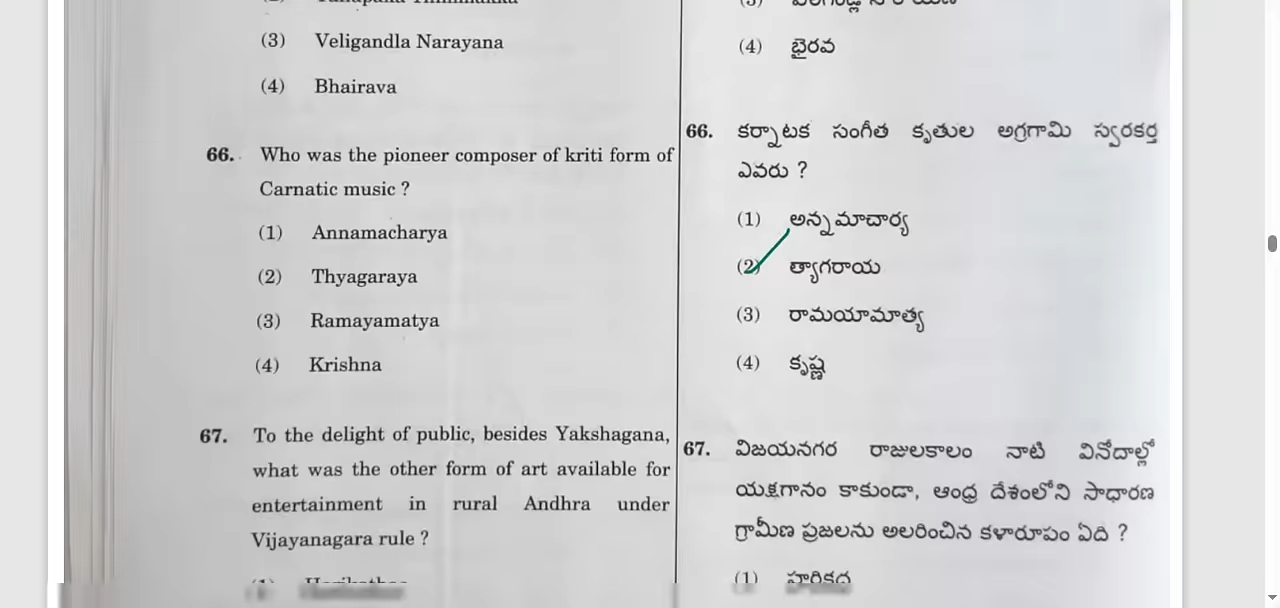 (3) Veligandla Narayana
(4) Bhairava
66. Who was the pioneer composer of kriti form of
Carnatic music ?
(1) Annamacharya
(2) Thyagaraya
(3) Ramayamatya
(4) Krishna
67. To the delight of public, besides Yakshagana,
what was the other form of art available for
entertainment in rural Andhra under
Vijayanagara rule ?
(4) భైరవ
66. కర్నాటక సంగీత కృతుల అగ్రగామి స్వరకర్త
ఎవరు ?
(1) అన్నమాచార్య
(2) త్యాగరాయ
(3) రామయామాత్య
(4) కృష్ణ
67. విజయనగర రాజులకాలం నాటి వినోదాల్లో
యక్షగానం కాకుండా, ఆంధ్ర దేశంలోని సాధారణ
గ్రామీణ ప్రజలను అలరించిన కళారూపం ఏది ?
(1) హరికథ